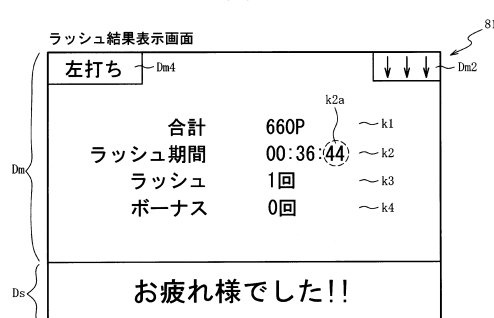 81
ラッシュ結果表示画面
左打ち Dm4 ↓ ↓ ↓ Dm2
k2a
合計 660P k1
Dm ラッシュ期間 00:36:44 k2
ラッシュ 1回 k3
ボーナス 0回 k4
Ds お疲れ様でした!!